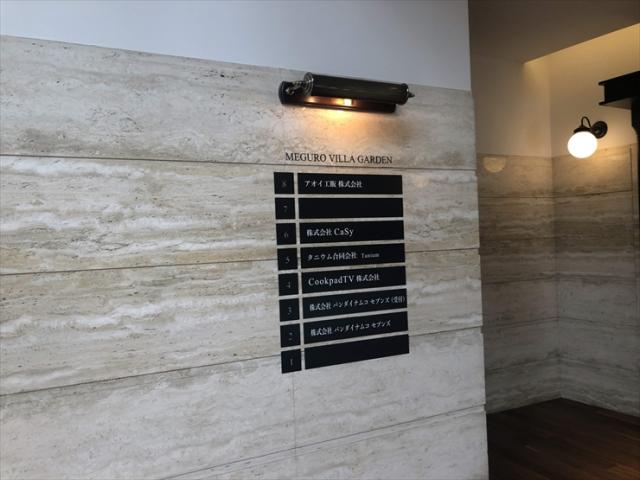 MEGURO VILLA GARDEN
8 アオイ工販 株式会社
7
6 株式会社 CaSy
5 タニウム合同会社 Tanium
4 CookpadTV 株式会社
3 株式会社 バンダイナムコ セブンズ (受付)
2 株式会社 バンダイナムコ セブンズ
1